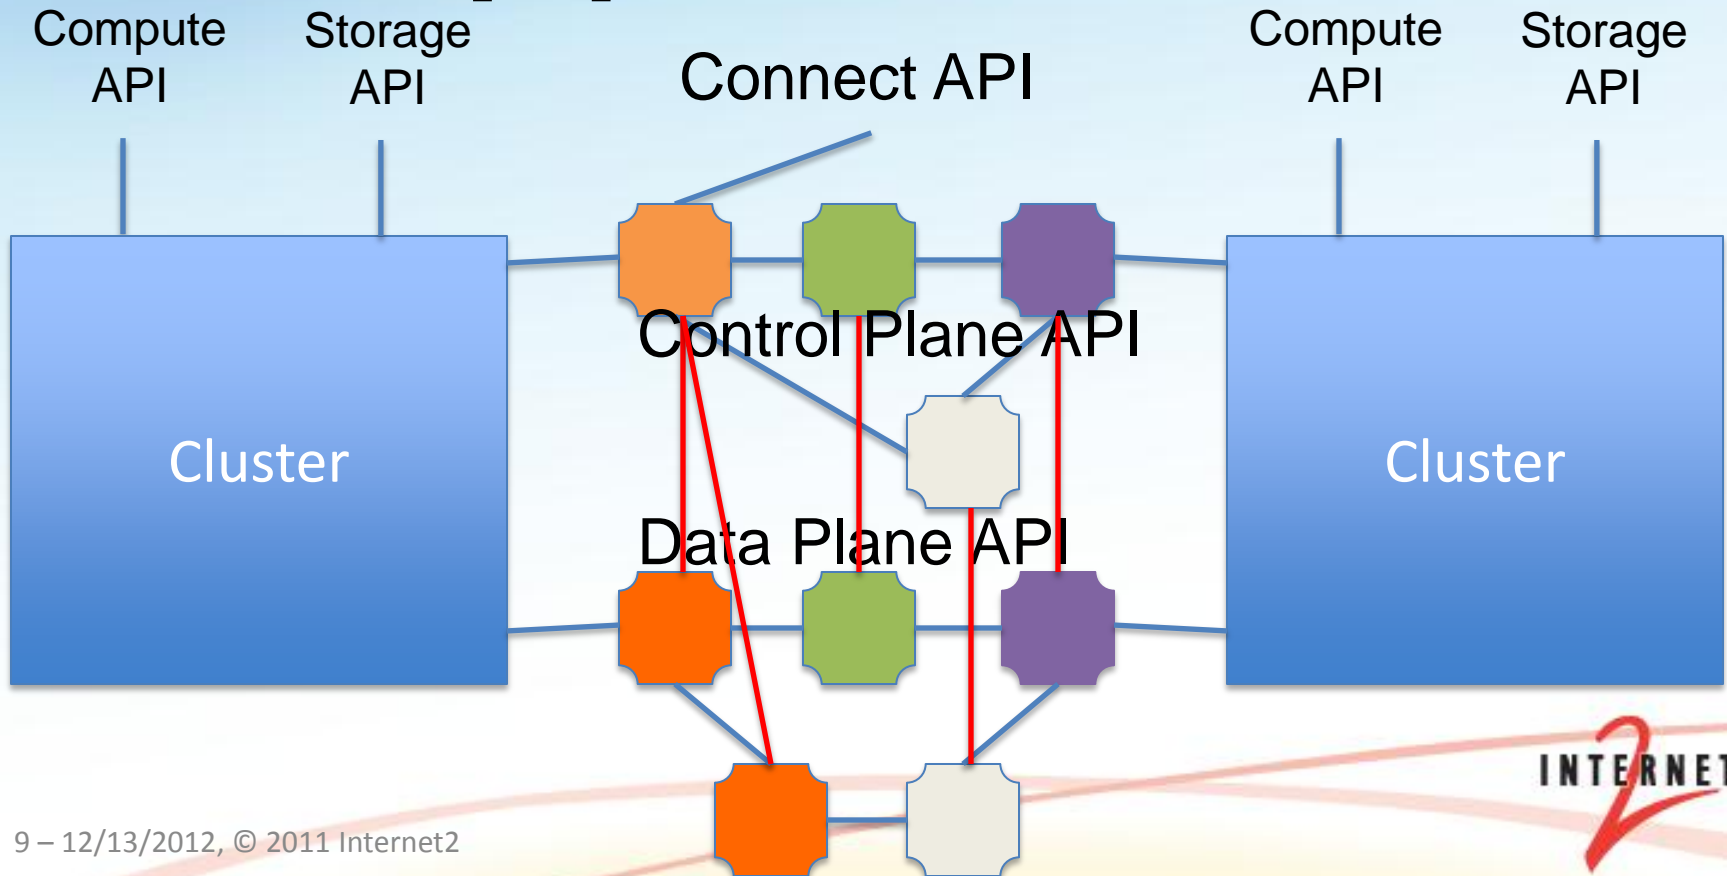 Compute
API
Storage
API
Connect API
Compute
API
Storage
API
Control Plane API
Cluster
Cluster
Data Plane API
INTERNET
2
9 – 12/13/2012, © 2011 Internet2